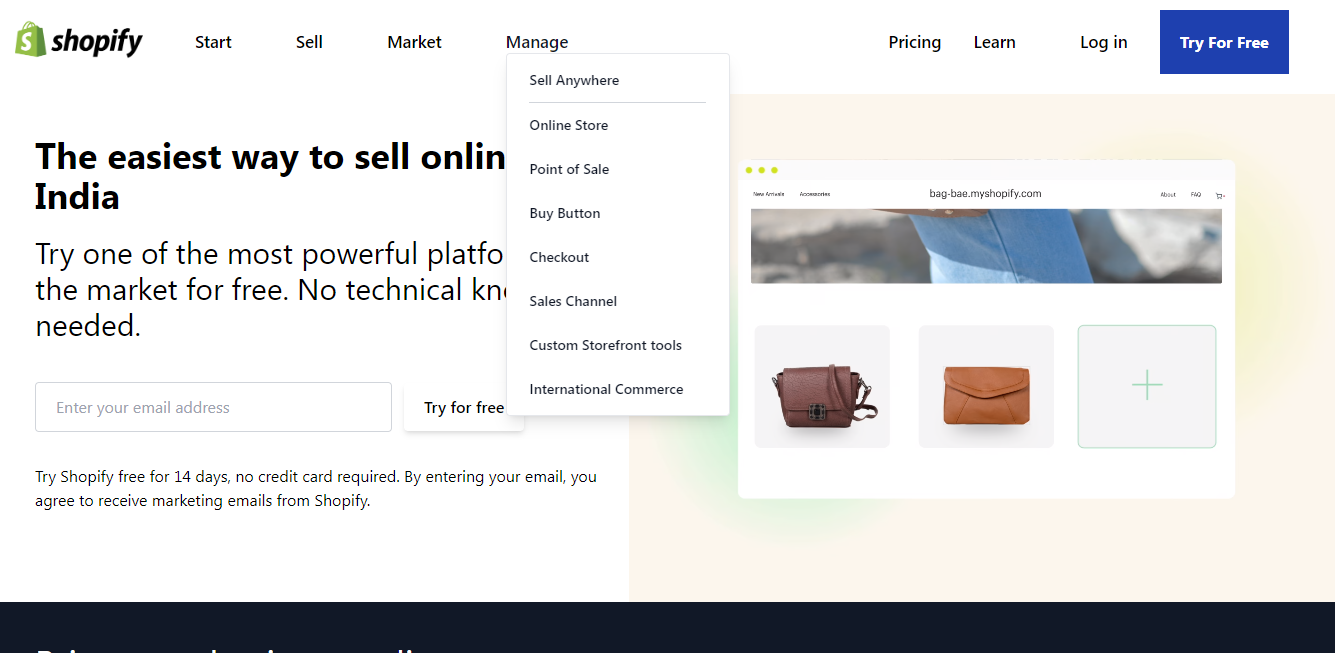 shopify
Start
Sell
Market
Manage
Pricing
Learn
Log in
Try For Free
Sell Anywhere
Online Store
Point of Sale
Buy Button
Checkout
Sales Channel
Custom Storefront tools
International Commerce
The easiest way to sell
India
Try one of the most powerful
the market for free. No technical
needed.
Enter your email address
Try for free
Try Shopify free for 14 days, no credit card required. By entering your email, you
agree to receive marketing emails from Shopify.
New Arrivals
Accessories
bag-bae.myshopify.com
About
FAQ